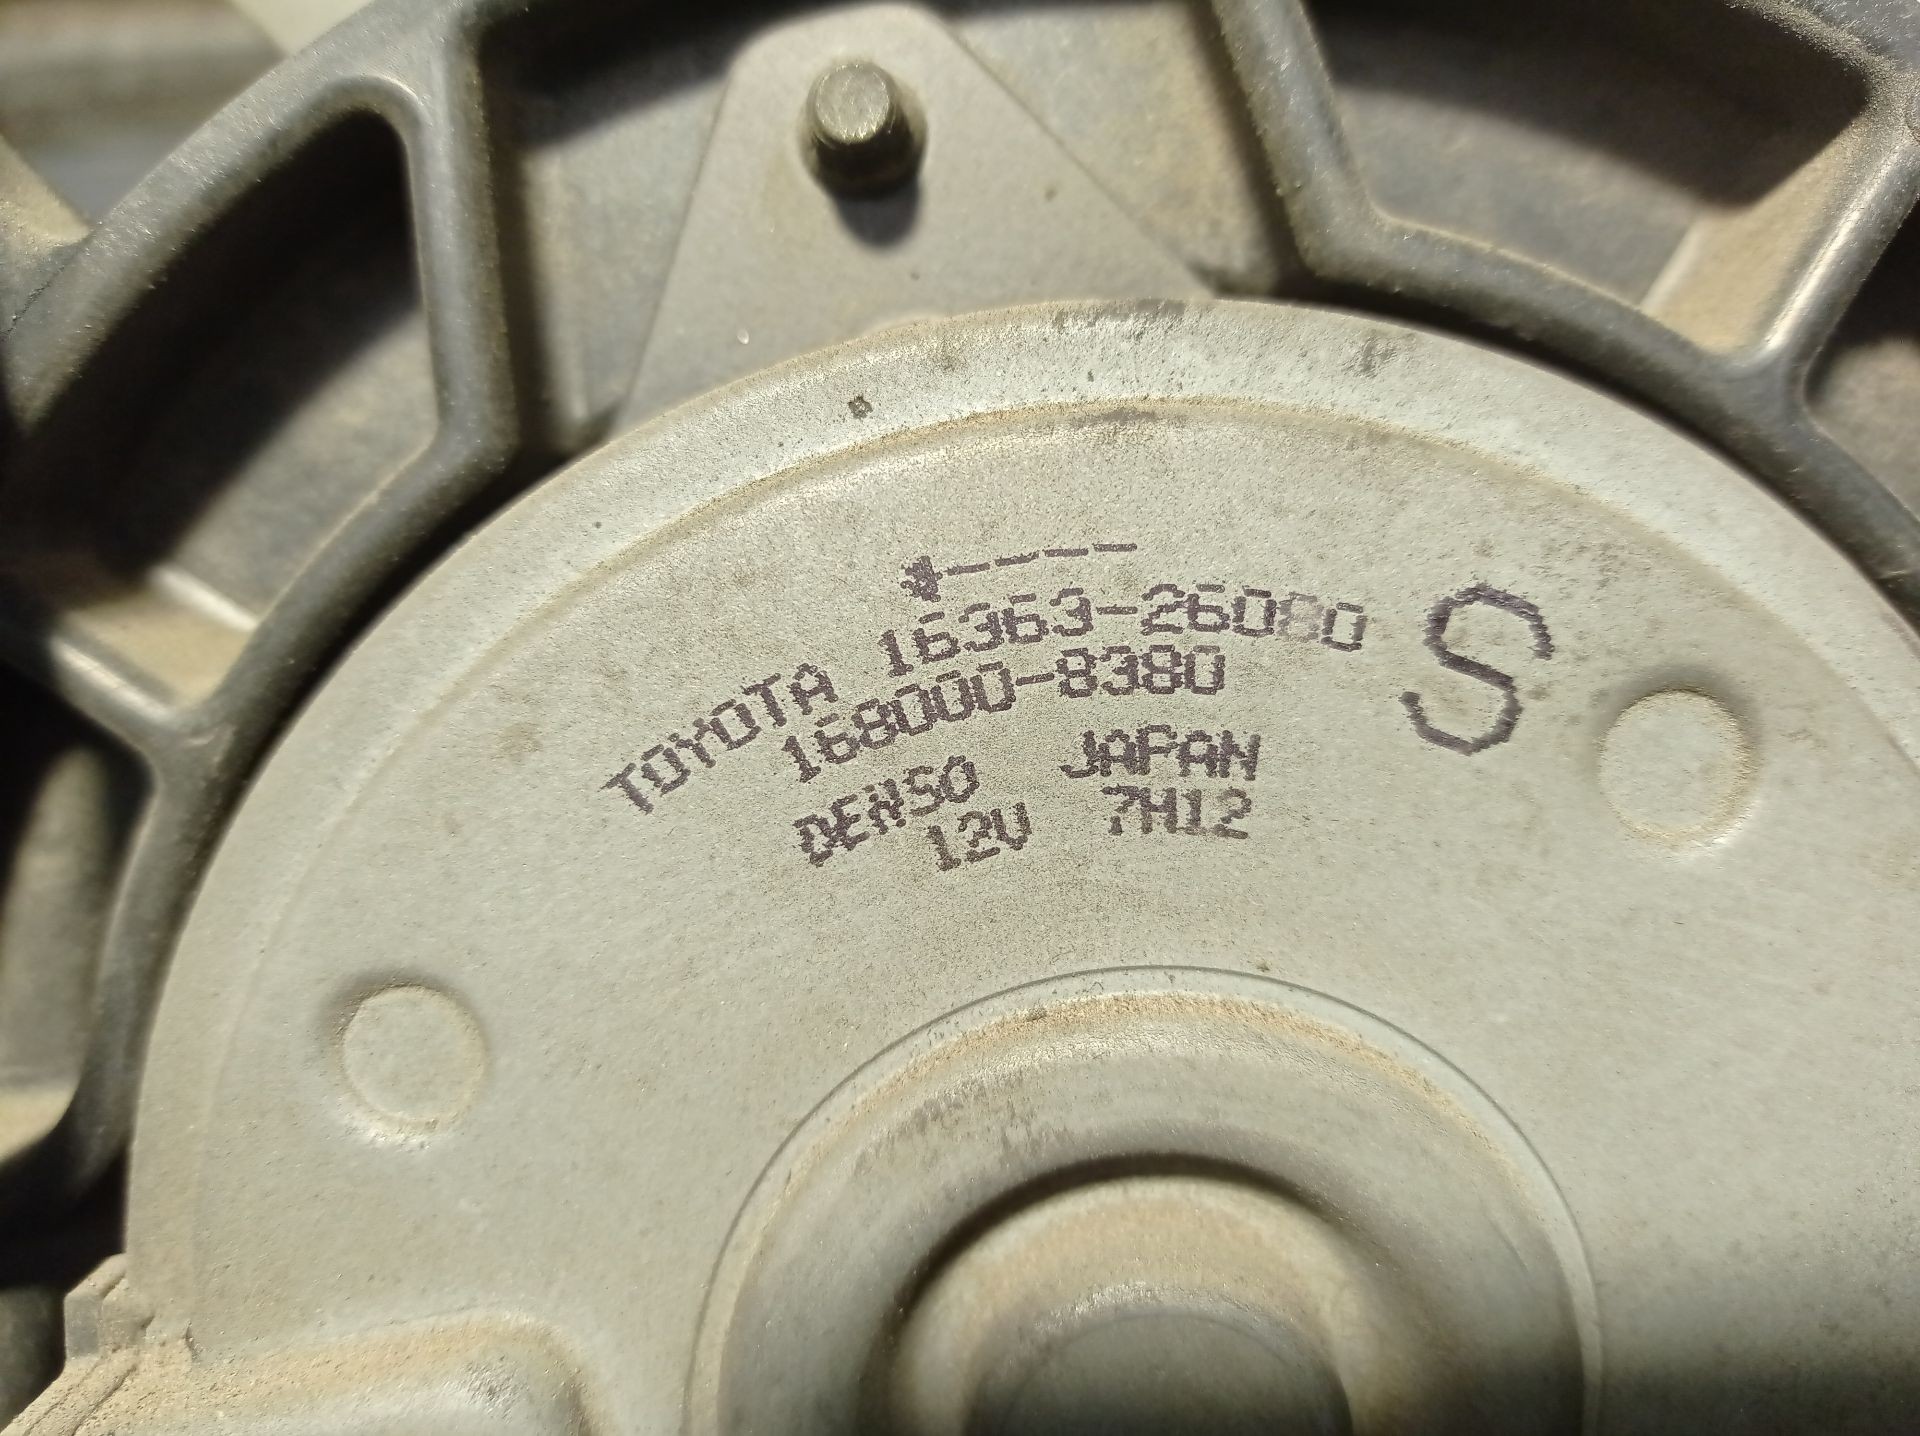 TOYOTA 16363-26080
168000-8380
DENSO JAPAN
12V 7H12
S